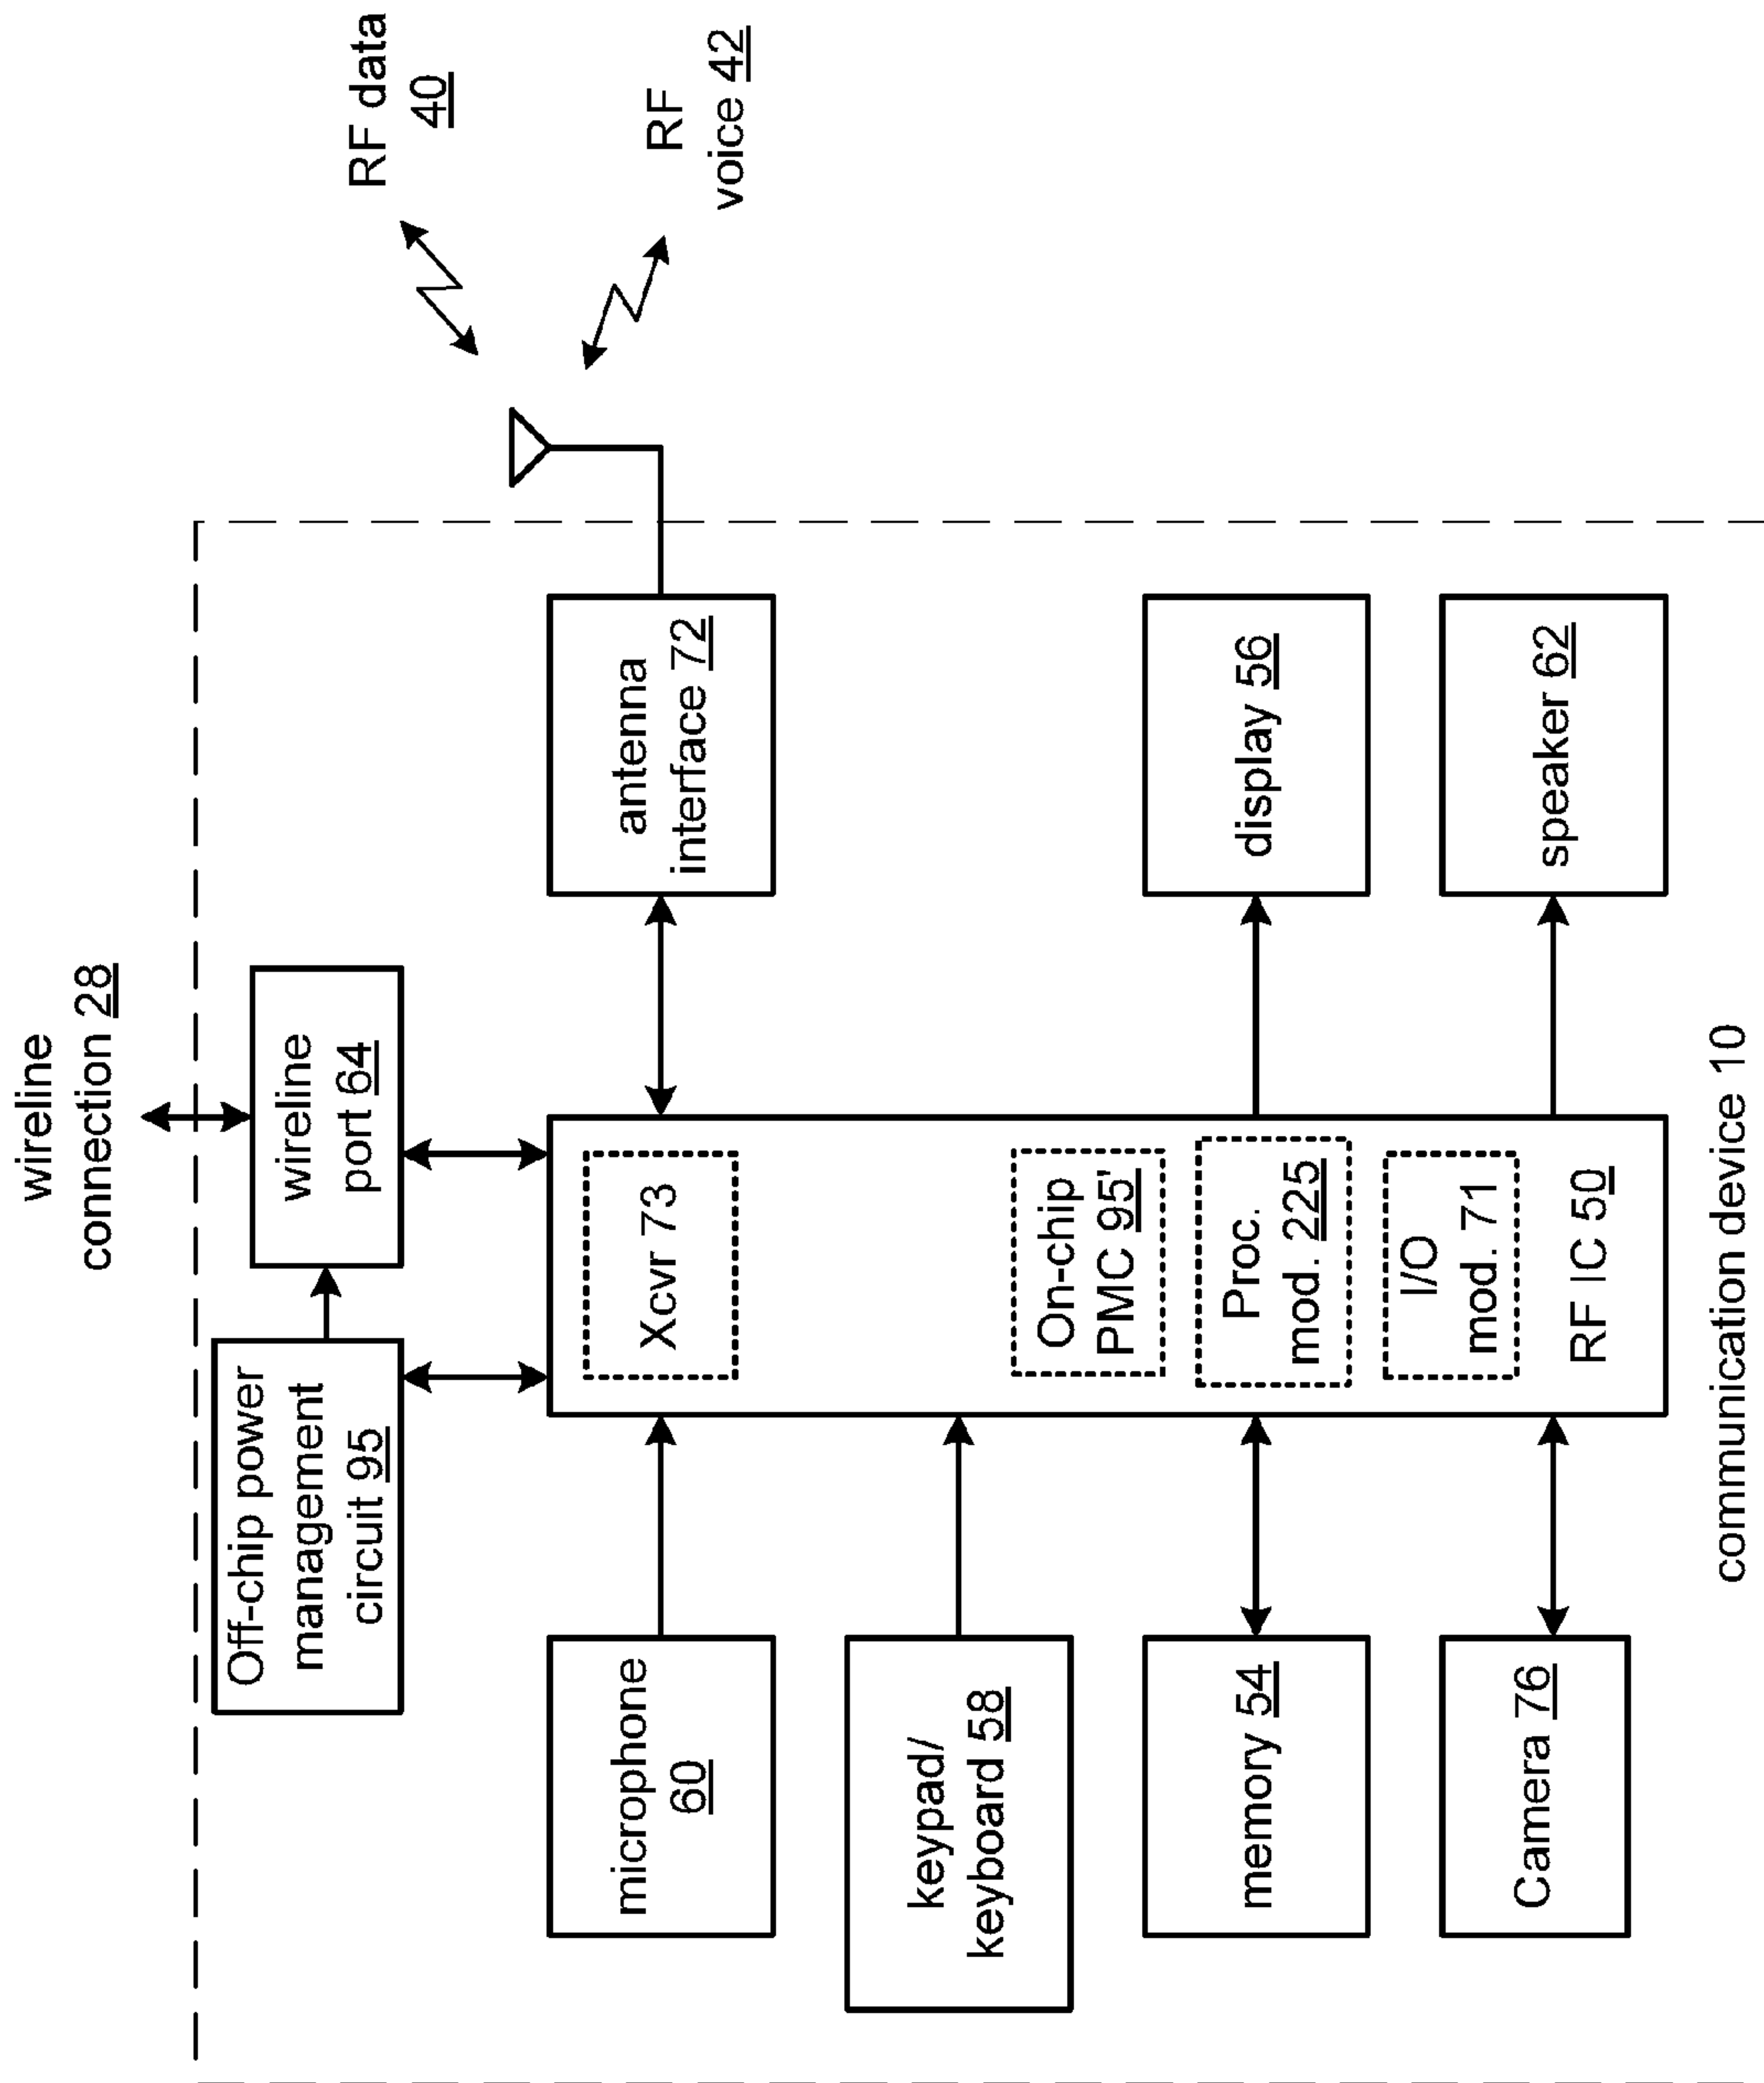 wireline
connection 28
RF data
40
RF
voice 42
Off-chip power
management
circuit 95
wireline
port 64
microphone
60
Xcvr 73
antenna
interface 72
keypad/
keyboard 58
On-chip
PMC 95'
memory 54
Proc.
mod. 225
display 56
Camera 76
I/O
mod. 71
RF IC 50
speaker 62
communication device 10